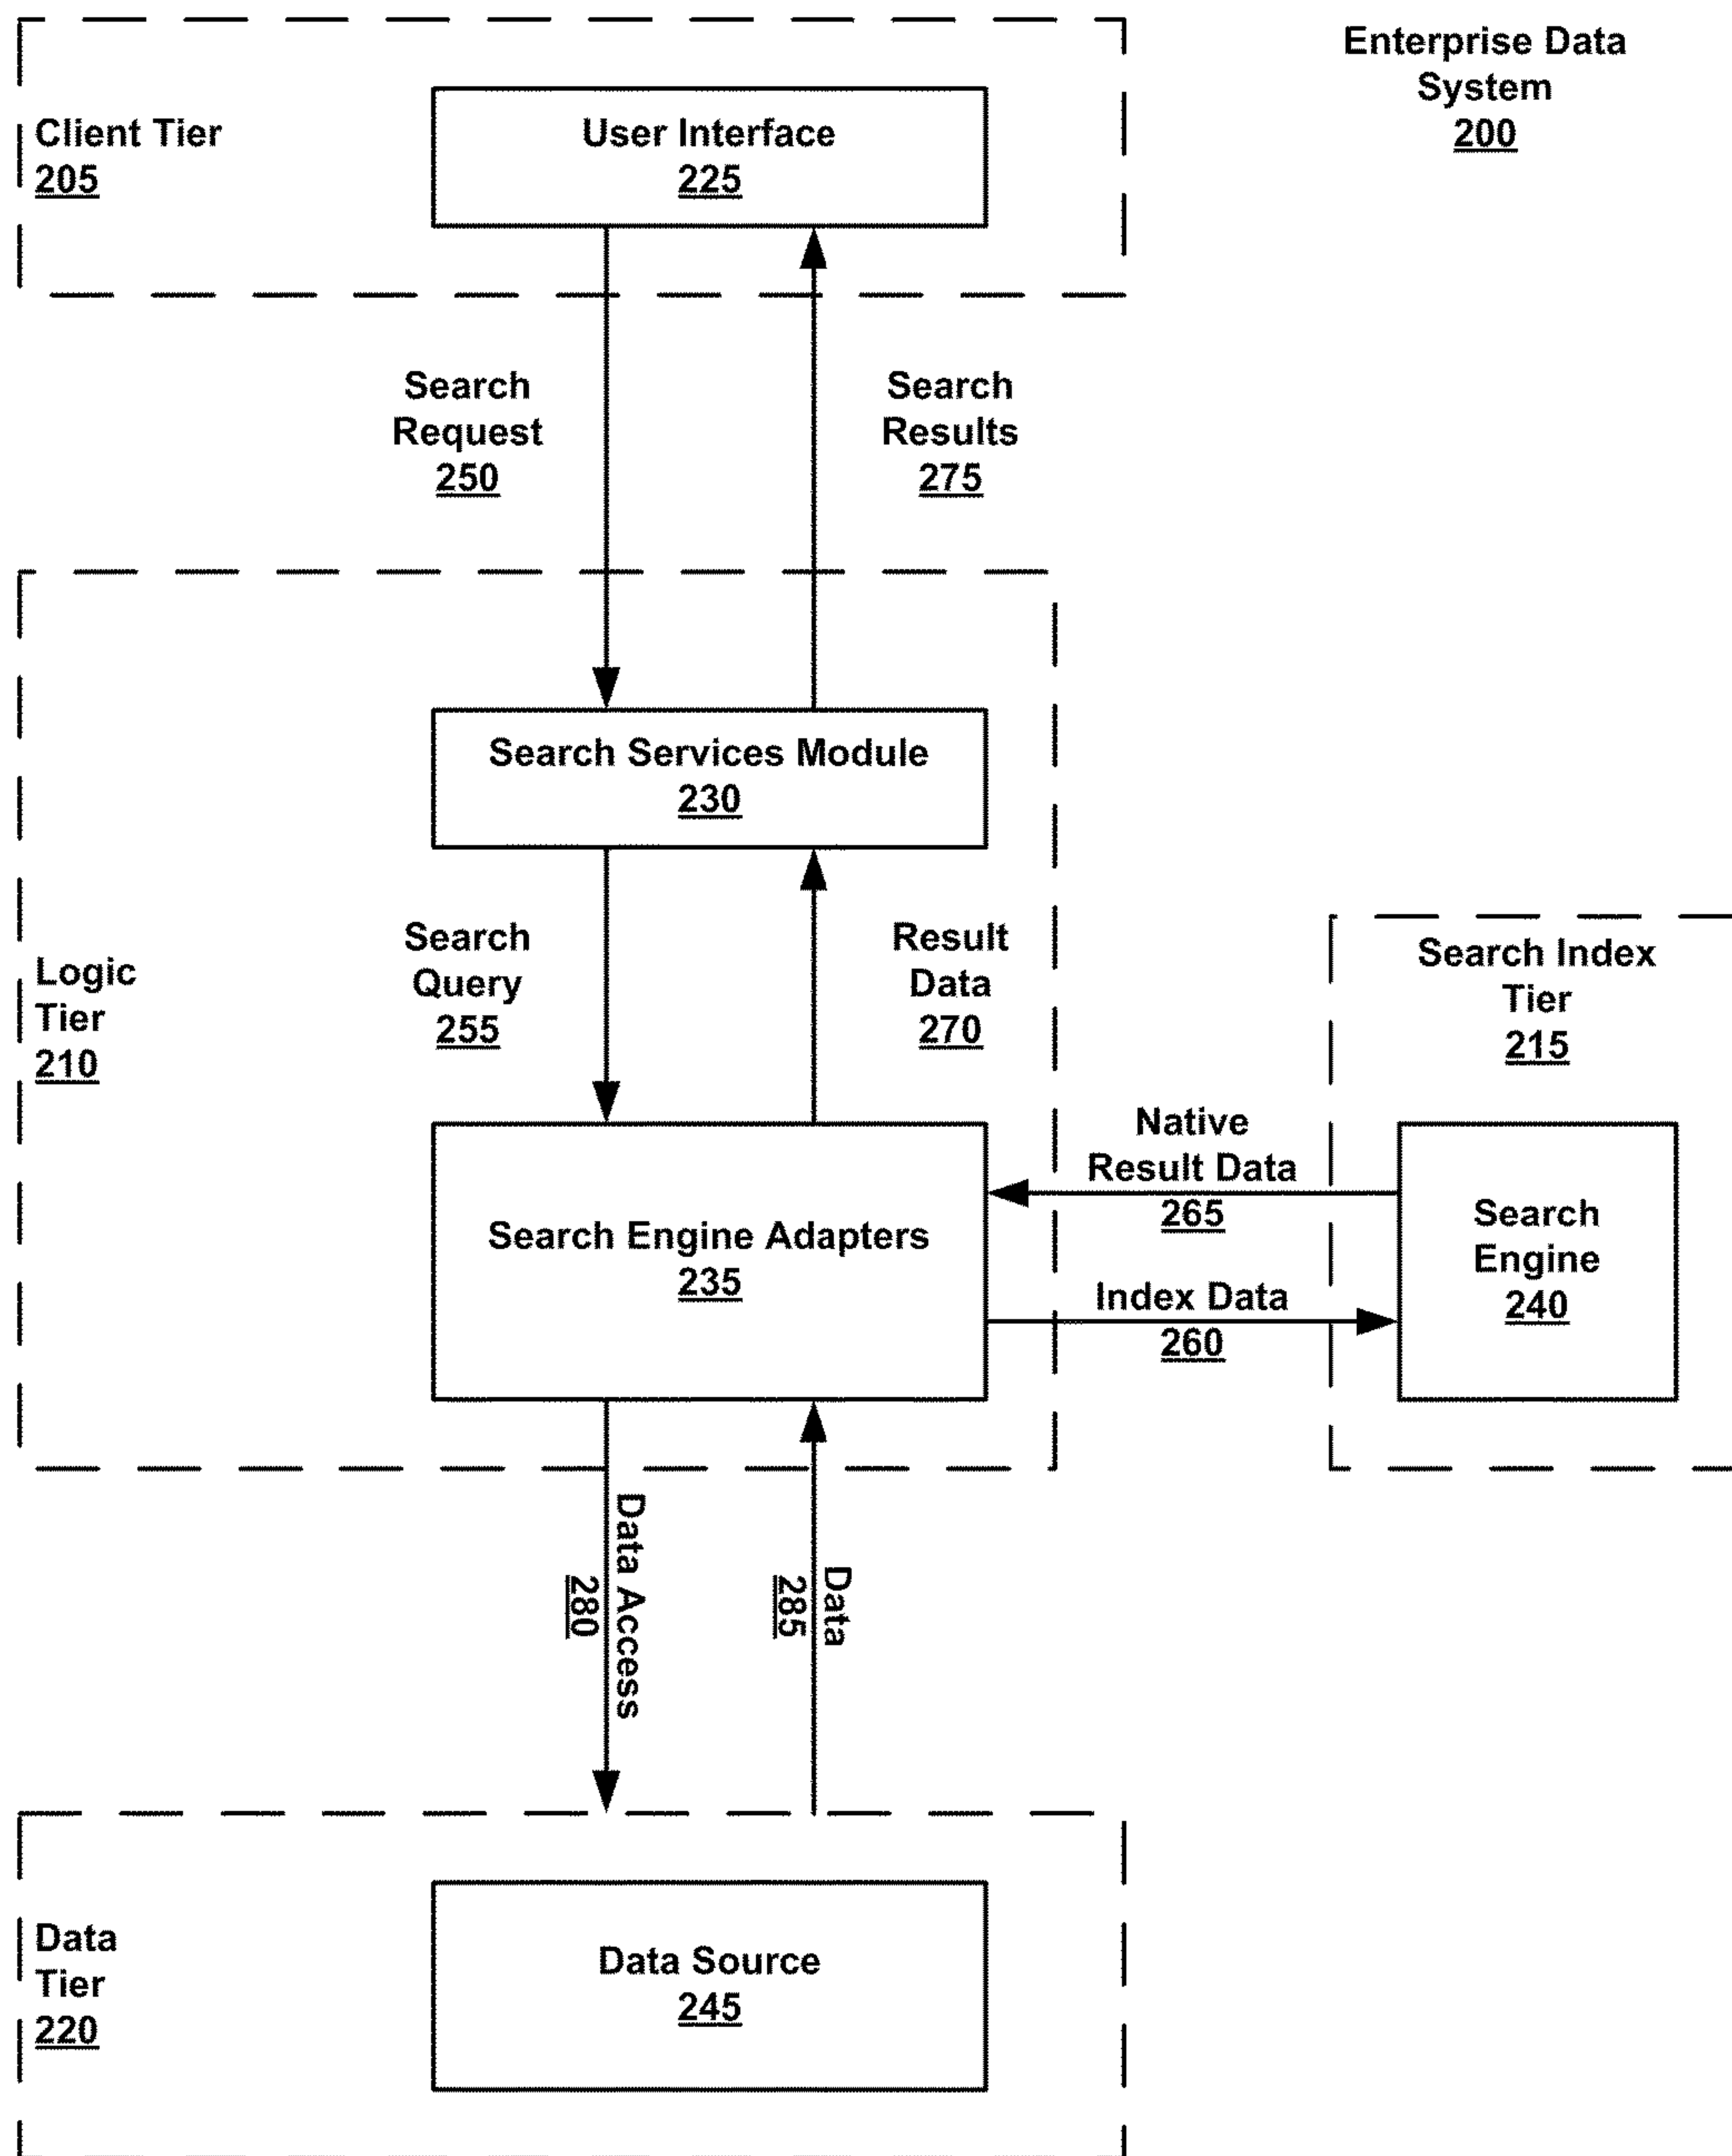 Enterprise Data
System
200
Client Tier
205
User Interface
225
Search
Request
250
Search
Results
275
Search Services Module
230
Logic
Tier
210
Search
Query
255
Result
Data
270
Search Index
Tier
215
Native
Result Data
265
Search Engine Adapters
235
Index Data
260
Search
Engine
240
Data Access
280
Data
285
Data
Tier
220
Data Source
245